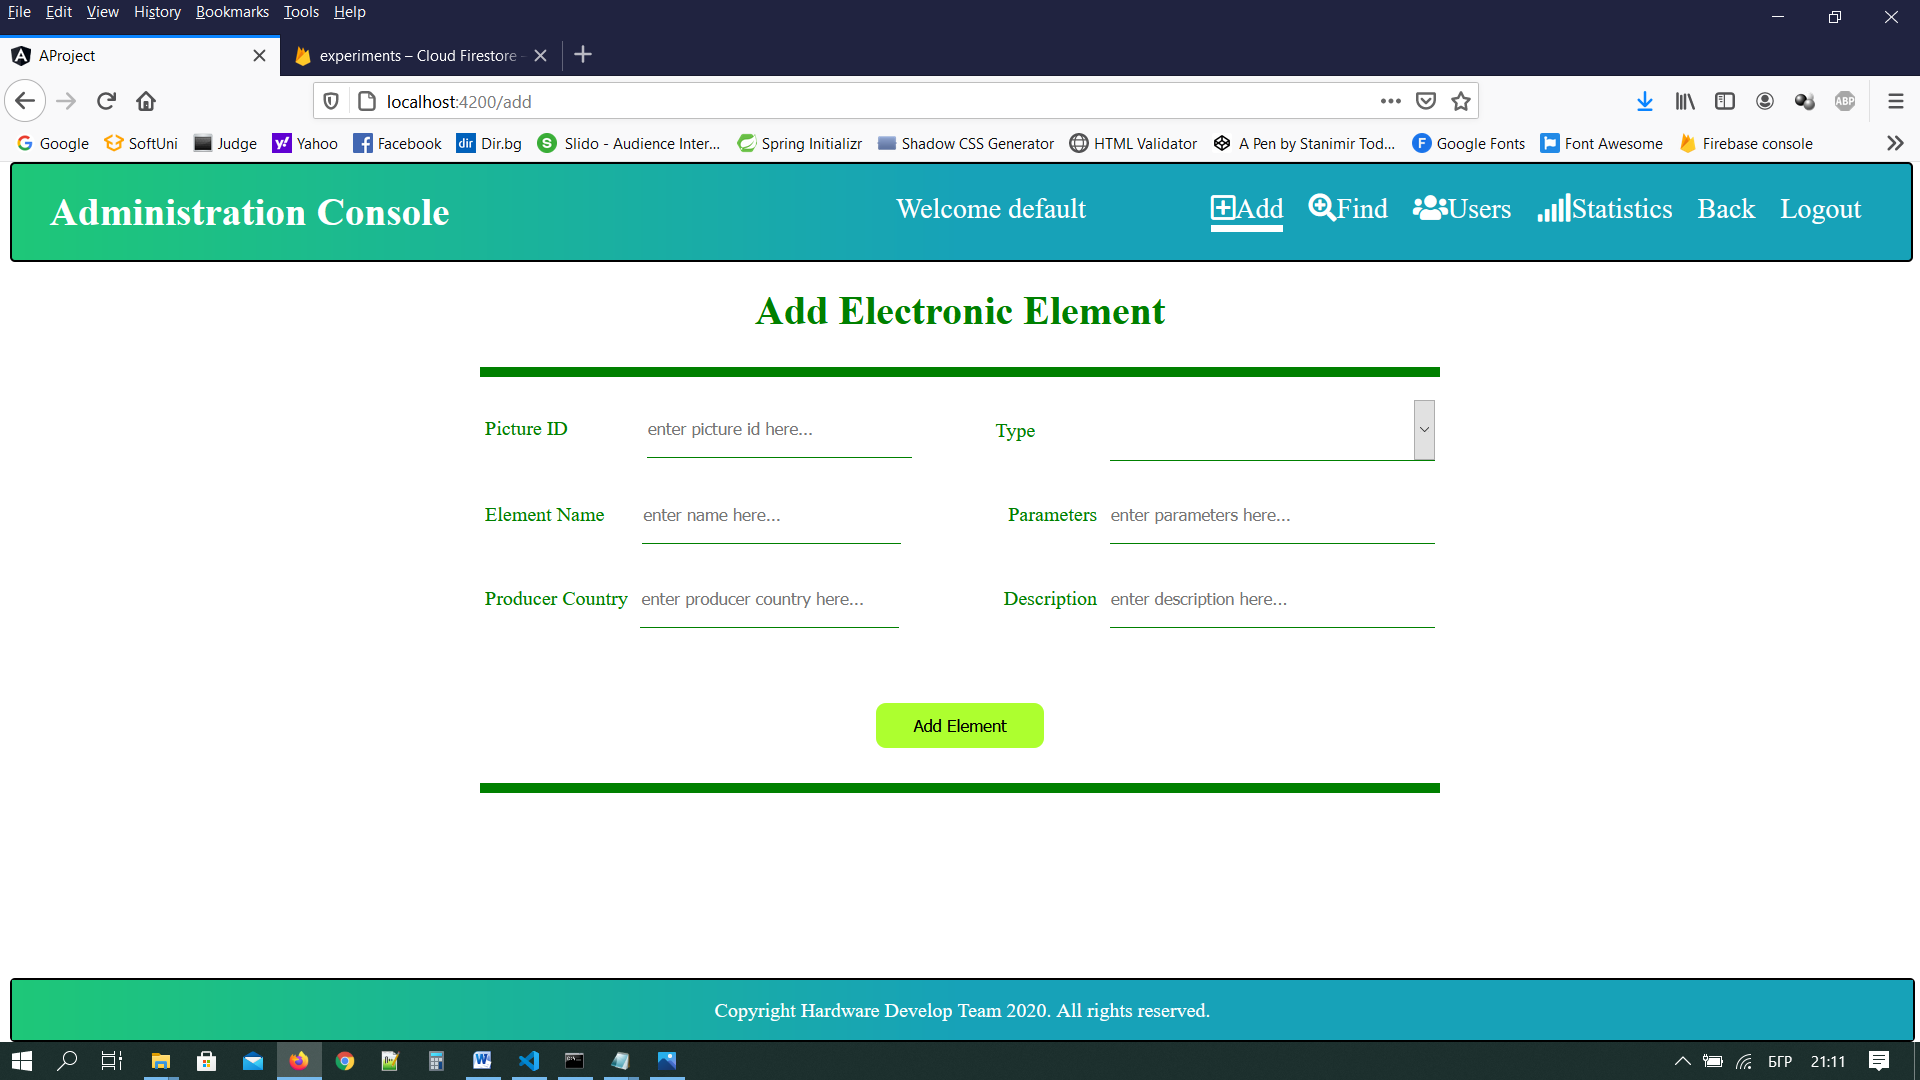 File Edit View History Bookmarks Tools Help
AProject experiments – Cloud Firestore
localhost:4200/add
Google SoftUni Judge Yahoo Facebook dir Dir.bg S Slido - Audience Inter... Spring Initializr Shadow CSS Generator HTML Validator A Pen by Stanimir Tod... F Google Fonts Font Awesome Firebase console
ABP
Administration Console Welcome default Add Find Users Statistics Back Logout
Add Electronic Element
Picture ID enter picture id here... Type
Element Name enter name here... Parameters enter parameters here...
Producer Country enter producer country here... Description enter description here...
Add Element
Copyright Hardware Develop Team 2020. All rights reserved.
БГР 21:11